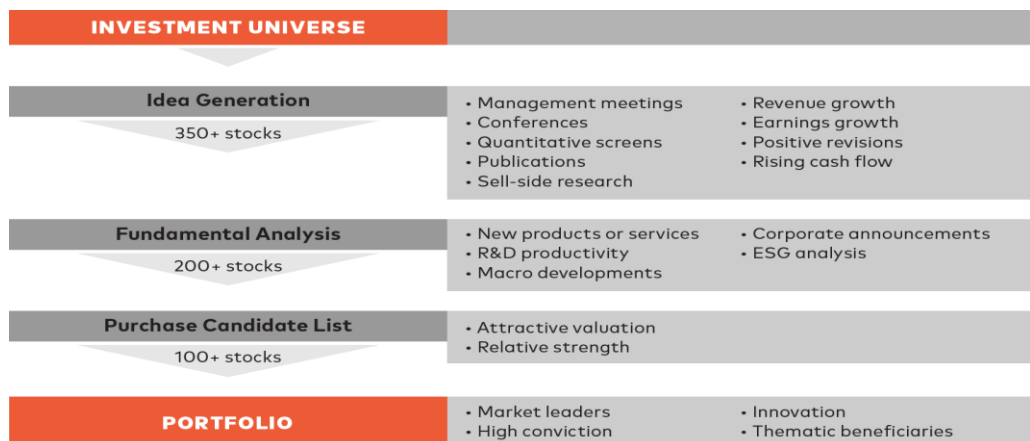 INVESTMENT UNIVERSE
Idea Generation
350+ stocks
• Management meetings
• Conferences
• Quantitative screens
• Publications
• Sell-side research
• Revenue growth
• Earnings growth
• Positive revisions
• Rising cash flow
Fundamental Analysis
200+ stocks
• New products or services
• R&D productivity
• Macro developments
• Corporate announcements
• ESG analysis
Purchase Candidate List
100+ stocks
• Attractive valuation
• Relative strength
PORTFOLIO
• Market leaders
• High conviction
• Innovation
• Thematic beneficiaries